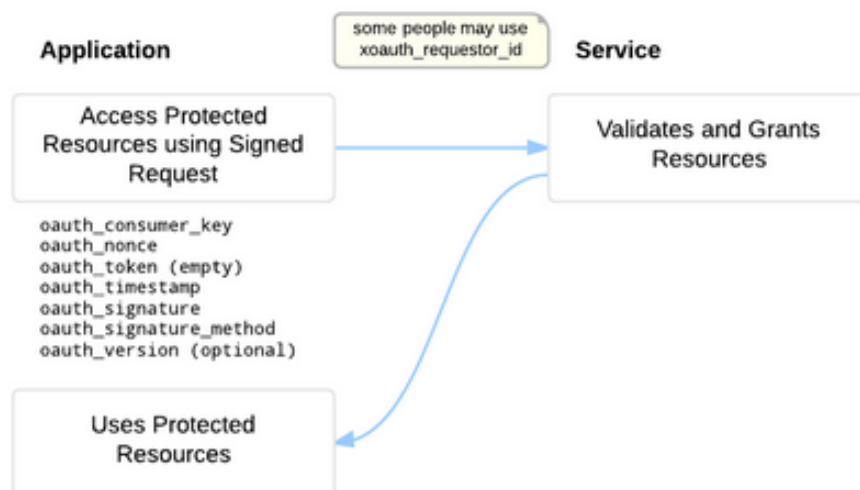 some people may use
xoauth_requestor_id
Application
Service
Access Protected
Resources using Signed
Request
Validates and Grants
Resources
oauth_consumer_key
oauth_nonce
oauth_token (empty)
oauth_timestamp
oauth_signature
oauth_signature_method
oauth_version (optional)
Uses Protected
Resources